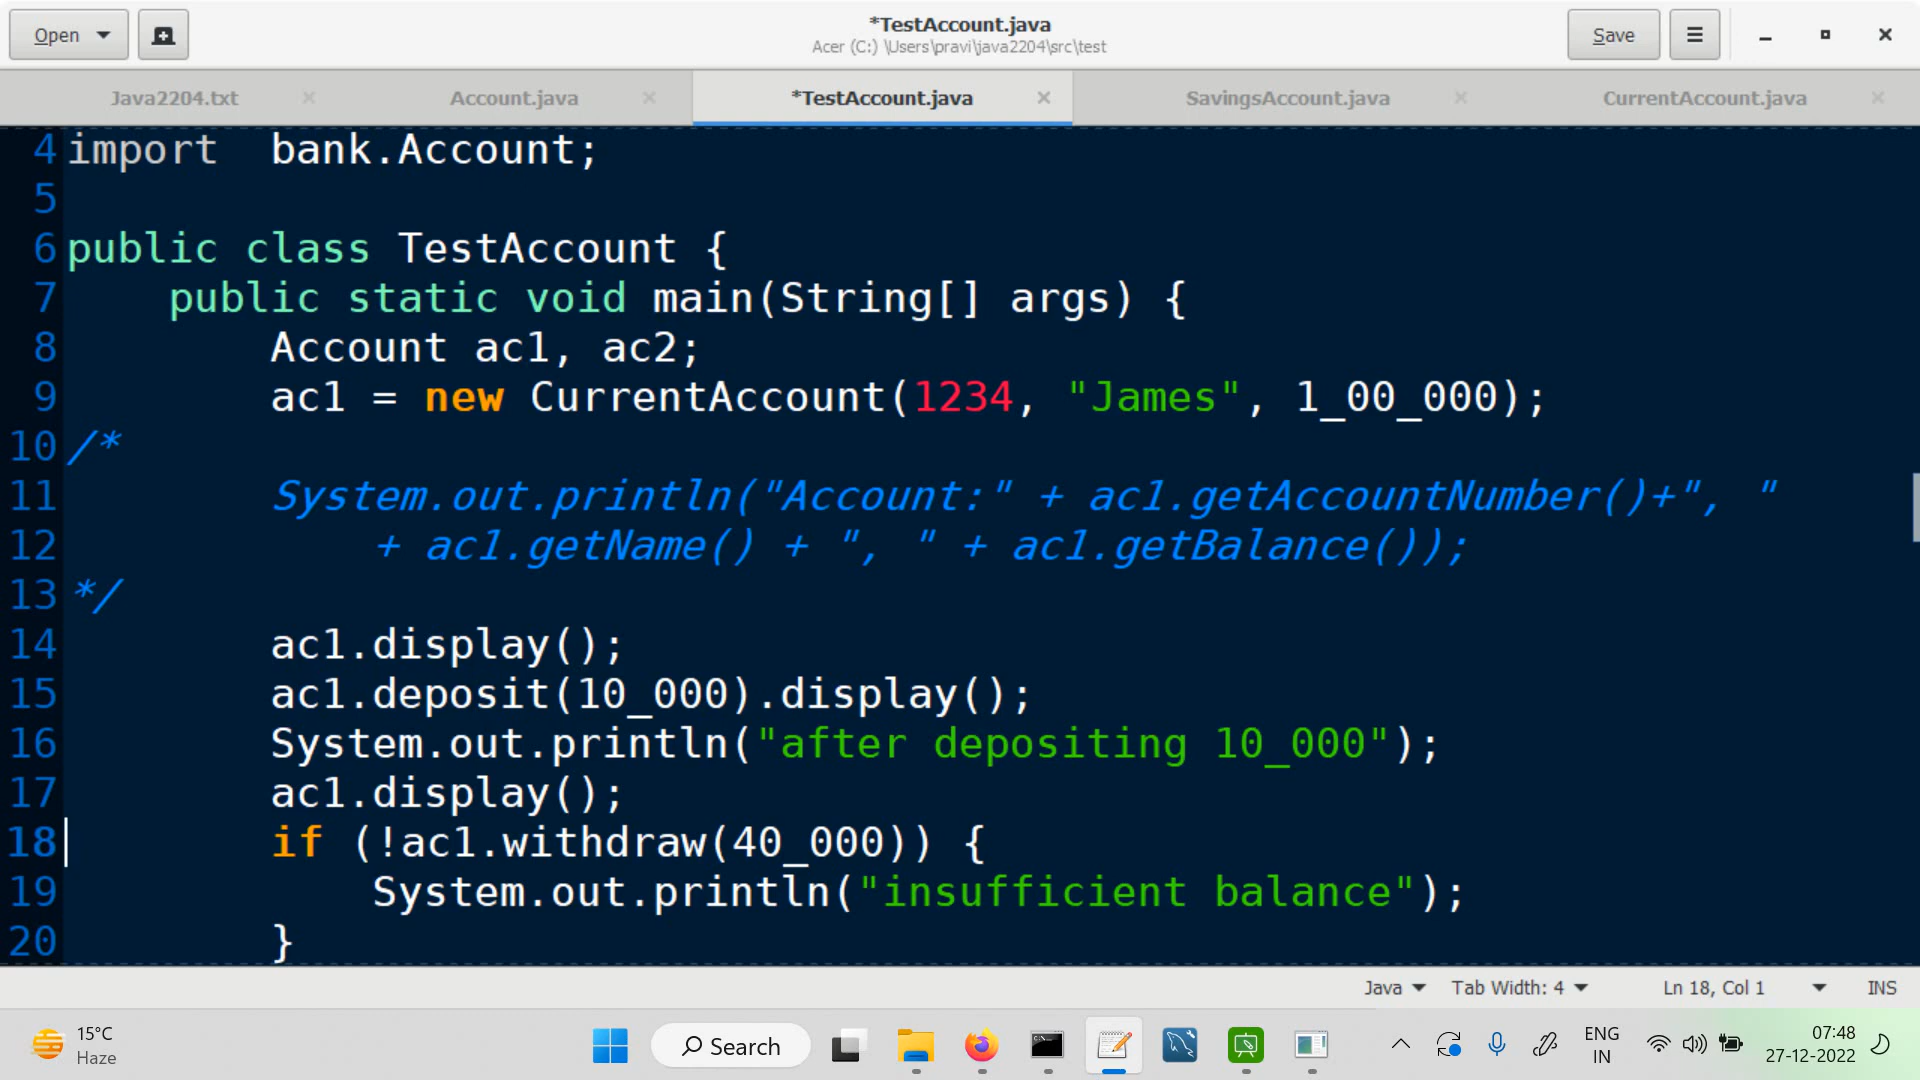 Open
*TestAccount.java
Acer (C:) \Users\pravi\java2204\src\test
Save
Java2204.txt
Account.java
*TestAccount.java
SavingsAccount.java
CurrentAccount.java
4 import  bank.Account;
5
6 public class TestAccount {
7     public static void main(String[] args) {
8         Account ac1, ac2;
9         ac1 = new CurrentAccount(1234, "James", 1_00_000);
10 /*
11         System.out.println("Account:" + ac1.getAccountNumber()+", "
12             + ac1.getName() + ", " + ac1.getBalance());
13 */
14         ac1.display();
15         ac1.deposit(10_000).display();
16         System.out.println("after depositing 10_000");
17         ac1.display();
18         if (!ac1.withdraw(40_000)) {
19             System.out.println("insufficient balance");
20         }
Java
Tab Width: 4
Ln 18, Col 1
INS
15°C
Haze
Search
ENG
IN
07:48
27-12-2022